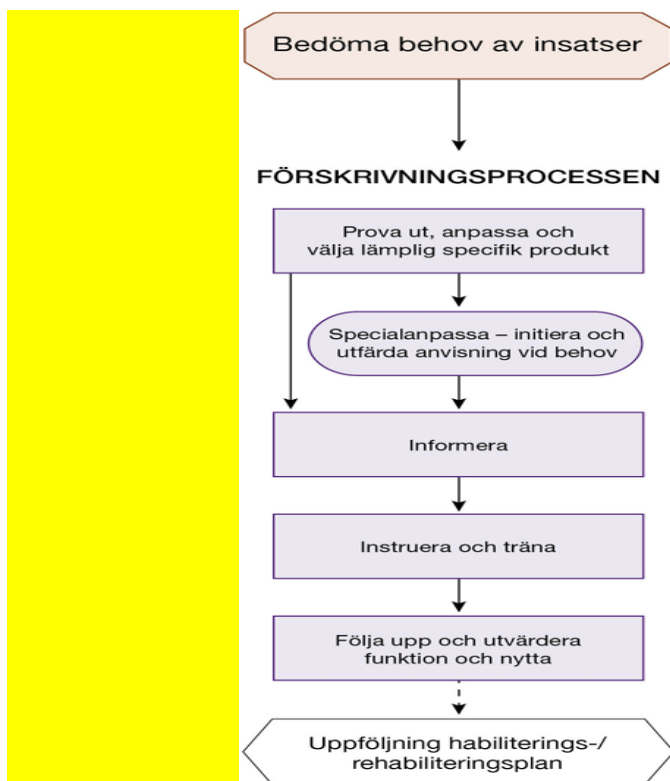 Bedöma behov av insatser
FÖRSKRIVNINGSPROCESSEN
Prova ut, anpassa och
välja lämplig specifik produkt
Specialanpassa – initiera och
utfärda anvisning vid behov
Informera
Instruera och träna
Följa upp och utvärdera
funktion och nytta
Uppföljning habiliterings-/
rehabiliteringsplan